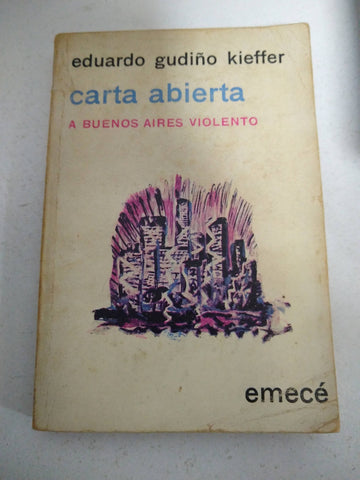 eduardo gudiño kieffer
carta abierta
A BUENOS AIRES VIOLENTO
emecé